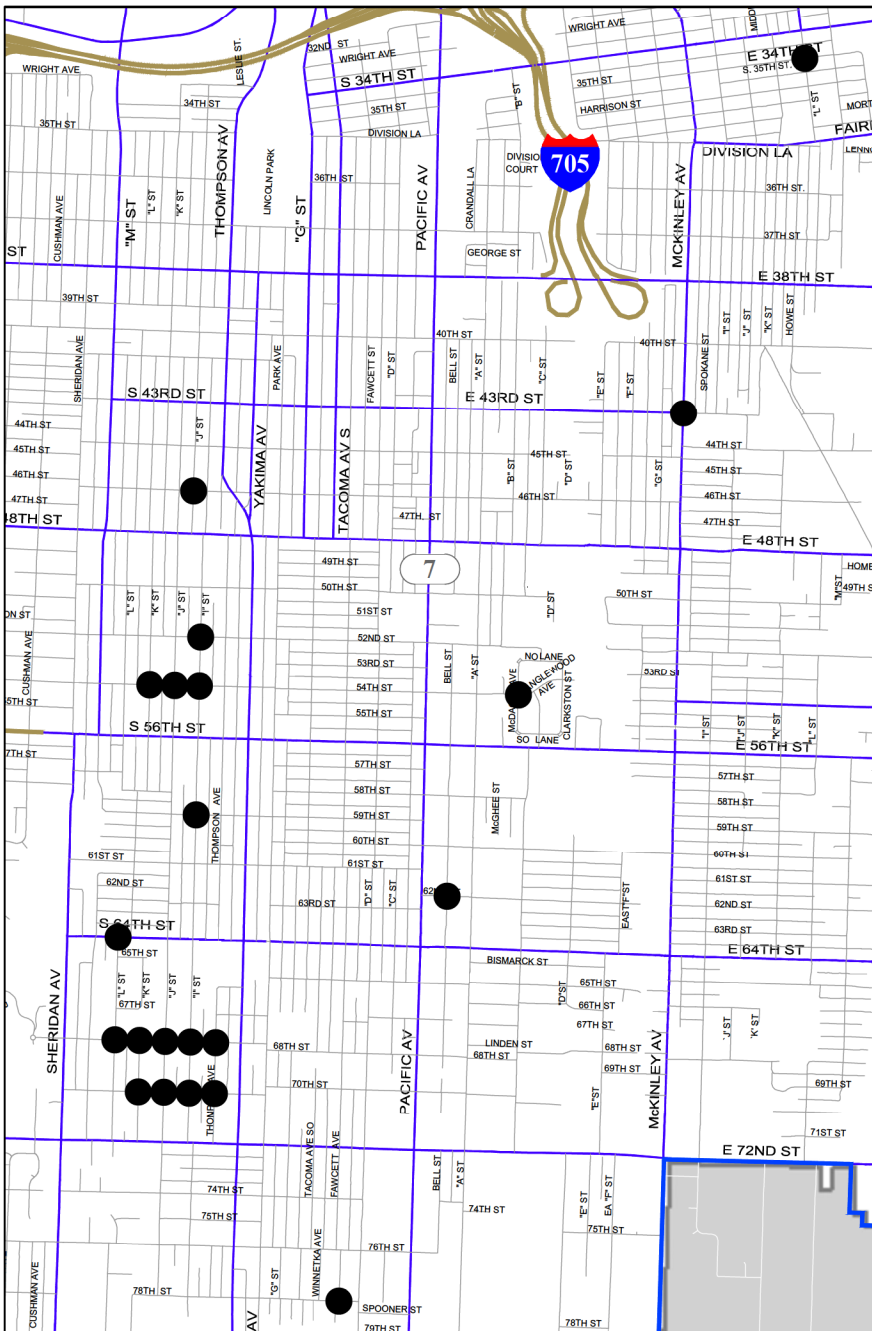 WRIGHT AVE
32ND ST
WRIGHT AVE
E 34TH ST
S. 35TH ST.
WRIGHT AVE
LESLIE ST.
S 34TH ST
35TH ST
HARRISON ST
"B" ST
"L" ST
34TH ST
35TH ST
35TH ST
DIVISION LA
DIVISION LA
705
COURT
36TH ST
36TH ST.
37TH ST
CUSHMAN AVE
"M" ST
"L" ST
"K" ST
THOMPSON AV
LINCOLN PARK
"G" ST
PACIFIC AV
CRANDALL LA
MCKINLEY AV
ST
GEORGE ST
E 38TH ST
39TH ST
40TH ST
40TH ST
SHERIDAN AVE
PARK AVE
FAWCETT ST
"D" ST
BELL ST
"A" ST
"C" ST
"E" ST
"F" ST
SPOKANE ST
"I" ST
"J" ST
"K" ST
HOWE ST
S 43RD ST
E 43RD ST
44TH ST
45TH ST
46TH ST
47TH ST
"J" ST
YAKIMA AV
TACOMA AV S
45TH ST
46TH ST
47TH. ST
"B" ST
"D" ST
"G" ST
44TH ST
45TH ST
46TH ST
47TH ST
48TH ST
E 48TH ST
7
49TH ST
50TH ST
51ST ST
52ND ST
53RD ST
54TH ST
55TH ST
"L" ST
"K" ST
"J" ST
"I" ST
CUSHMAN AVE
50TH ST
"D" ST
"M" ST
BELL ST
"A" ST
NO LANE
AVE
CLARKSTON ST
SO LANE
53RD ST
S 56TH ST
E 56TH ST
"I" ST
"J" ST
"K" ST
"L" ST
57TH ST
58TH ST
59TH ST
60TH ST
61ST ST
McGHEE ST
57TH ST
58TH ST
59TH ST
60TH ST
61ST ST
62ND ST
63RD ST
THOMPSON AVE
61ST ST
62ND ST
63RD ST
"D" ST
"C" ST
EAST"F"ST
S 64TH ST
E 64TH ST
65TH ST
BISMARCK ST
65TH ST
66TH ST
67TH ST
"D"ST
"L" ST
"K" ST
"J" ST
"I" ST
67TH ST
SHERIDAN AV
68TH ST
LINDEN ST
68TH ST
68TH ST
69TH ST
PACIFIC AV
McKINLEY AV
"J ST
"K" ST
70TH ST
"E"ST
69TH ST
71ST ST
E 72ND ST
TACOMA AVE SO
FAWCETT AVE
BELL ST
"A" ST
"E" ST
EA "F" ST
74TH ST
75TH ST
74TH ST
75TH ST
76TH ST
78TH ST
"G" ST
WINNETKA AVE
SPOONER ST
79TH ST
78TH ST
CUSHMAN AVE
AV